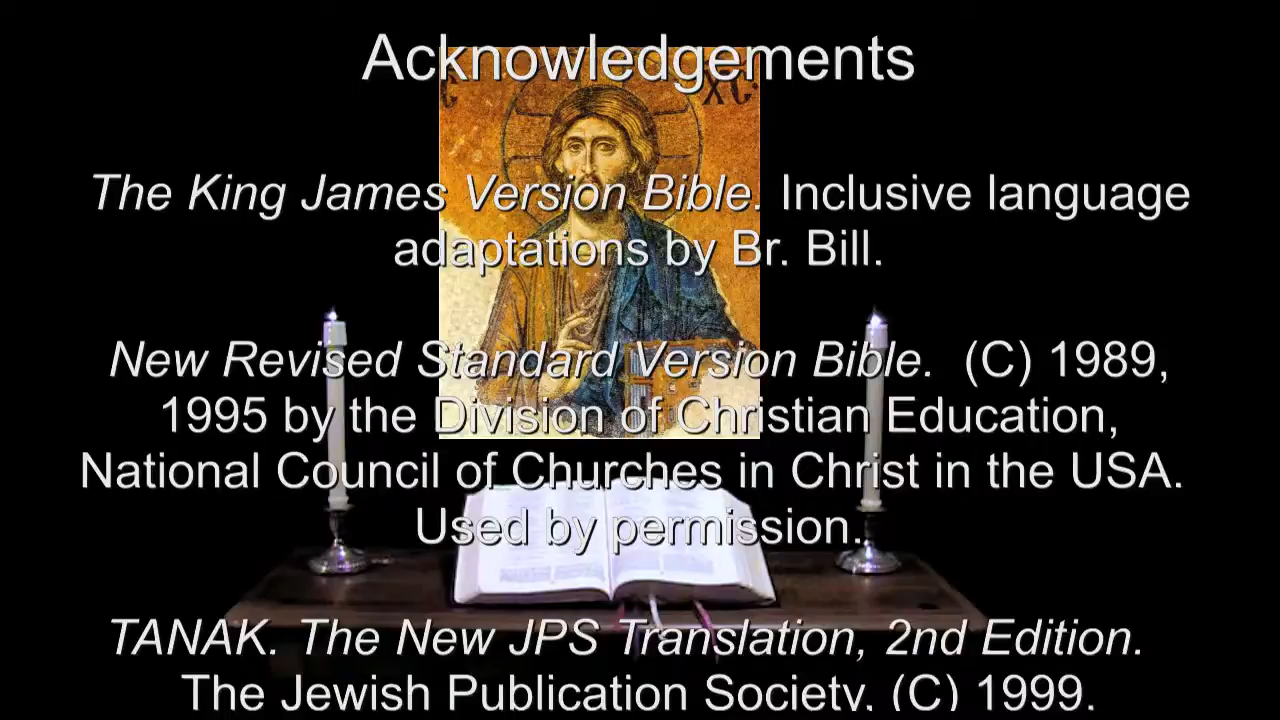 Acknowledgements
The King James Version Bible. Inclusive language
adaptations by Br. Bill.
New Revised Standard Version Bible. (C) 1989,
1995 by the Division of Christian Education,
National Council of Churches in Christ in the USA.
Used by permission.
TANAK. The New JPS Translation, 2nd Edition.
The Jewish Publication Society, (C) 1999.